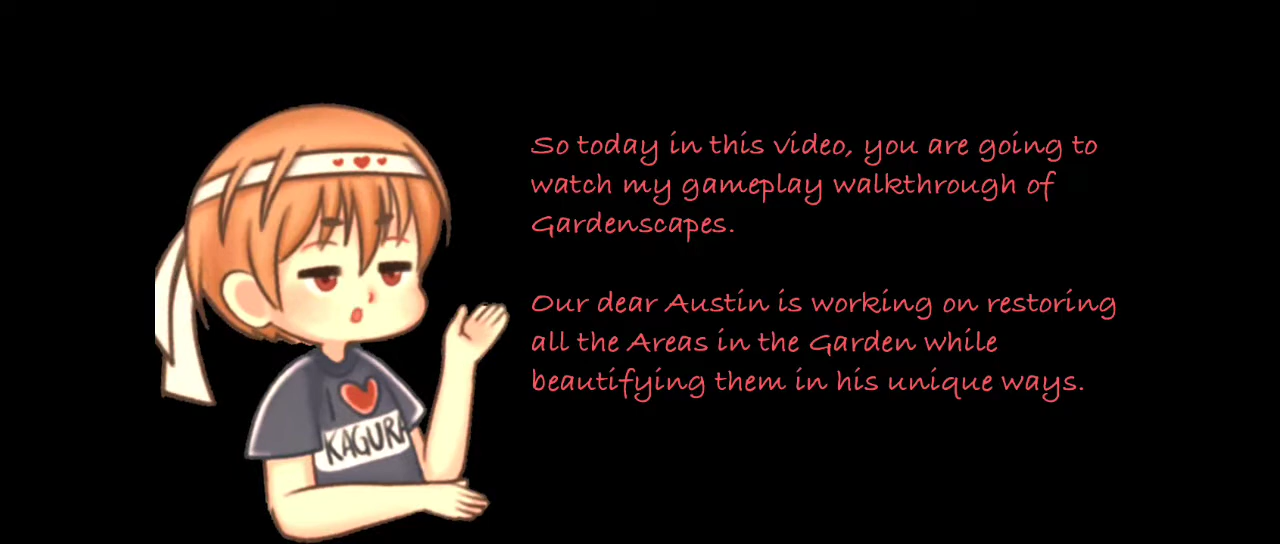 So today in this video, you are going to
watch my gameplay walkthrough of
Gardenscapes.
Our dear Austin is working on restoring
all the Areas in the Garden while
beautifying them in his unique ways.
KAGURA